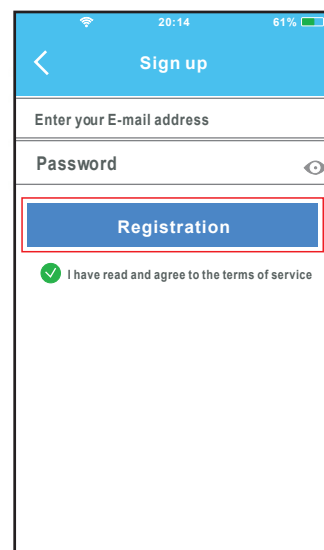 20:14 61%
Sign up
Enter your E-mail address
Password
Registration
I have read and agree to the terms of service